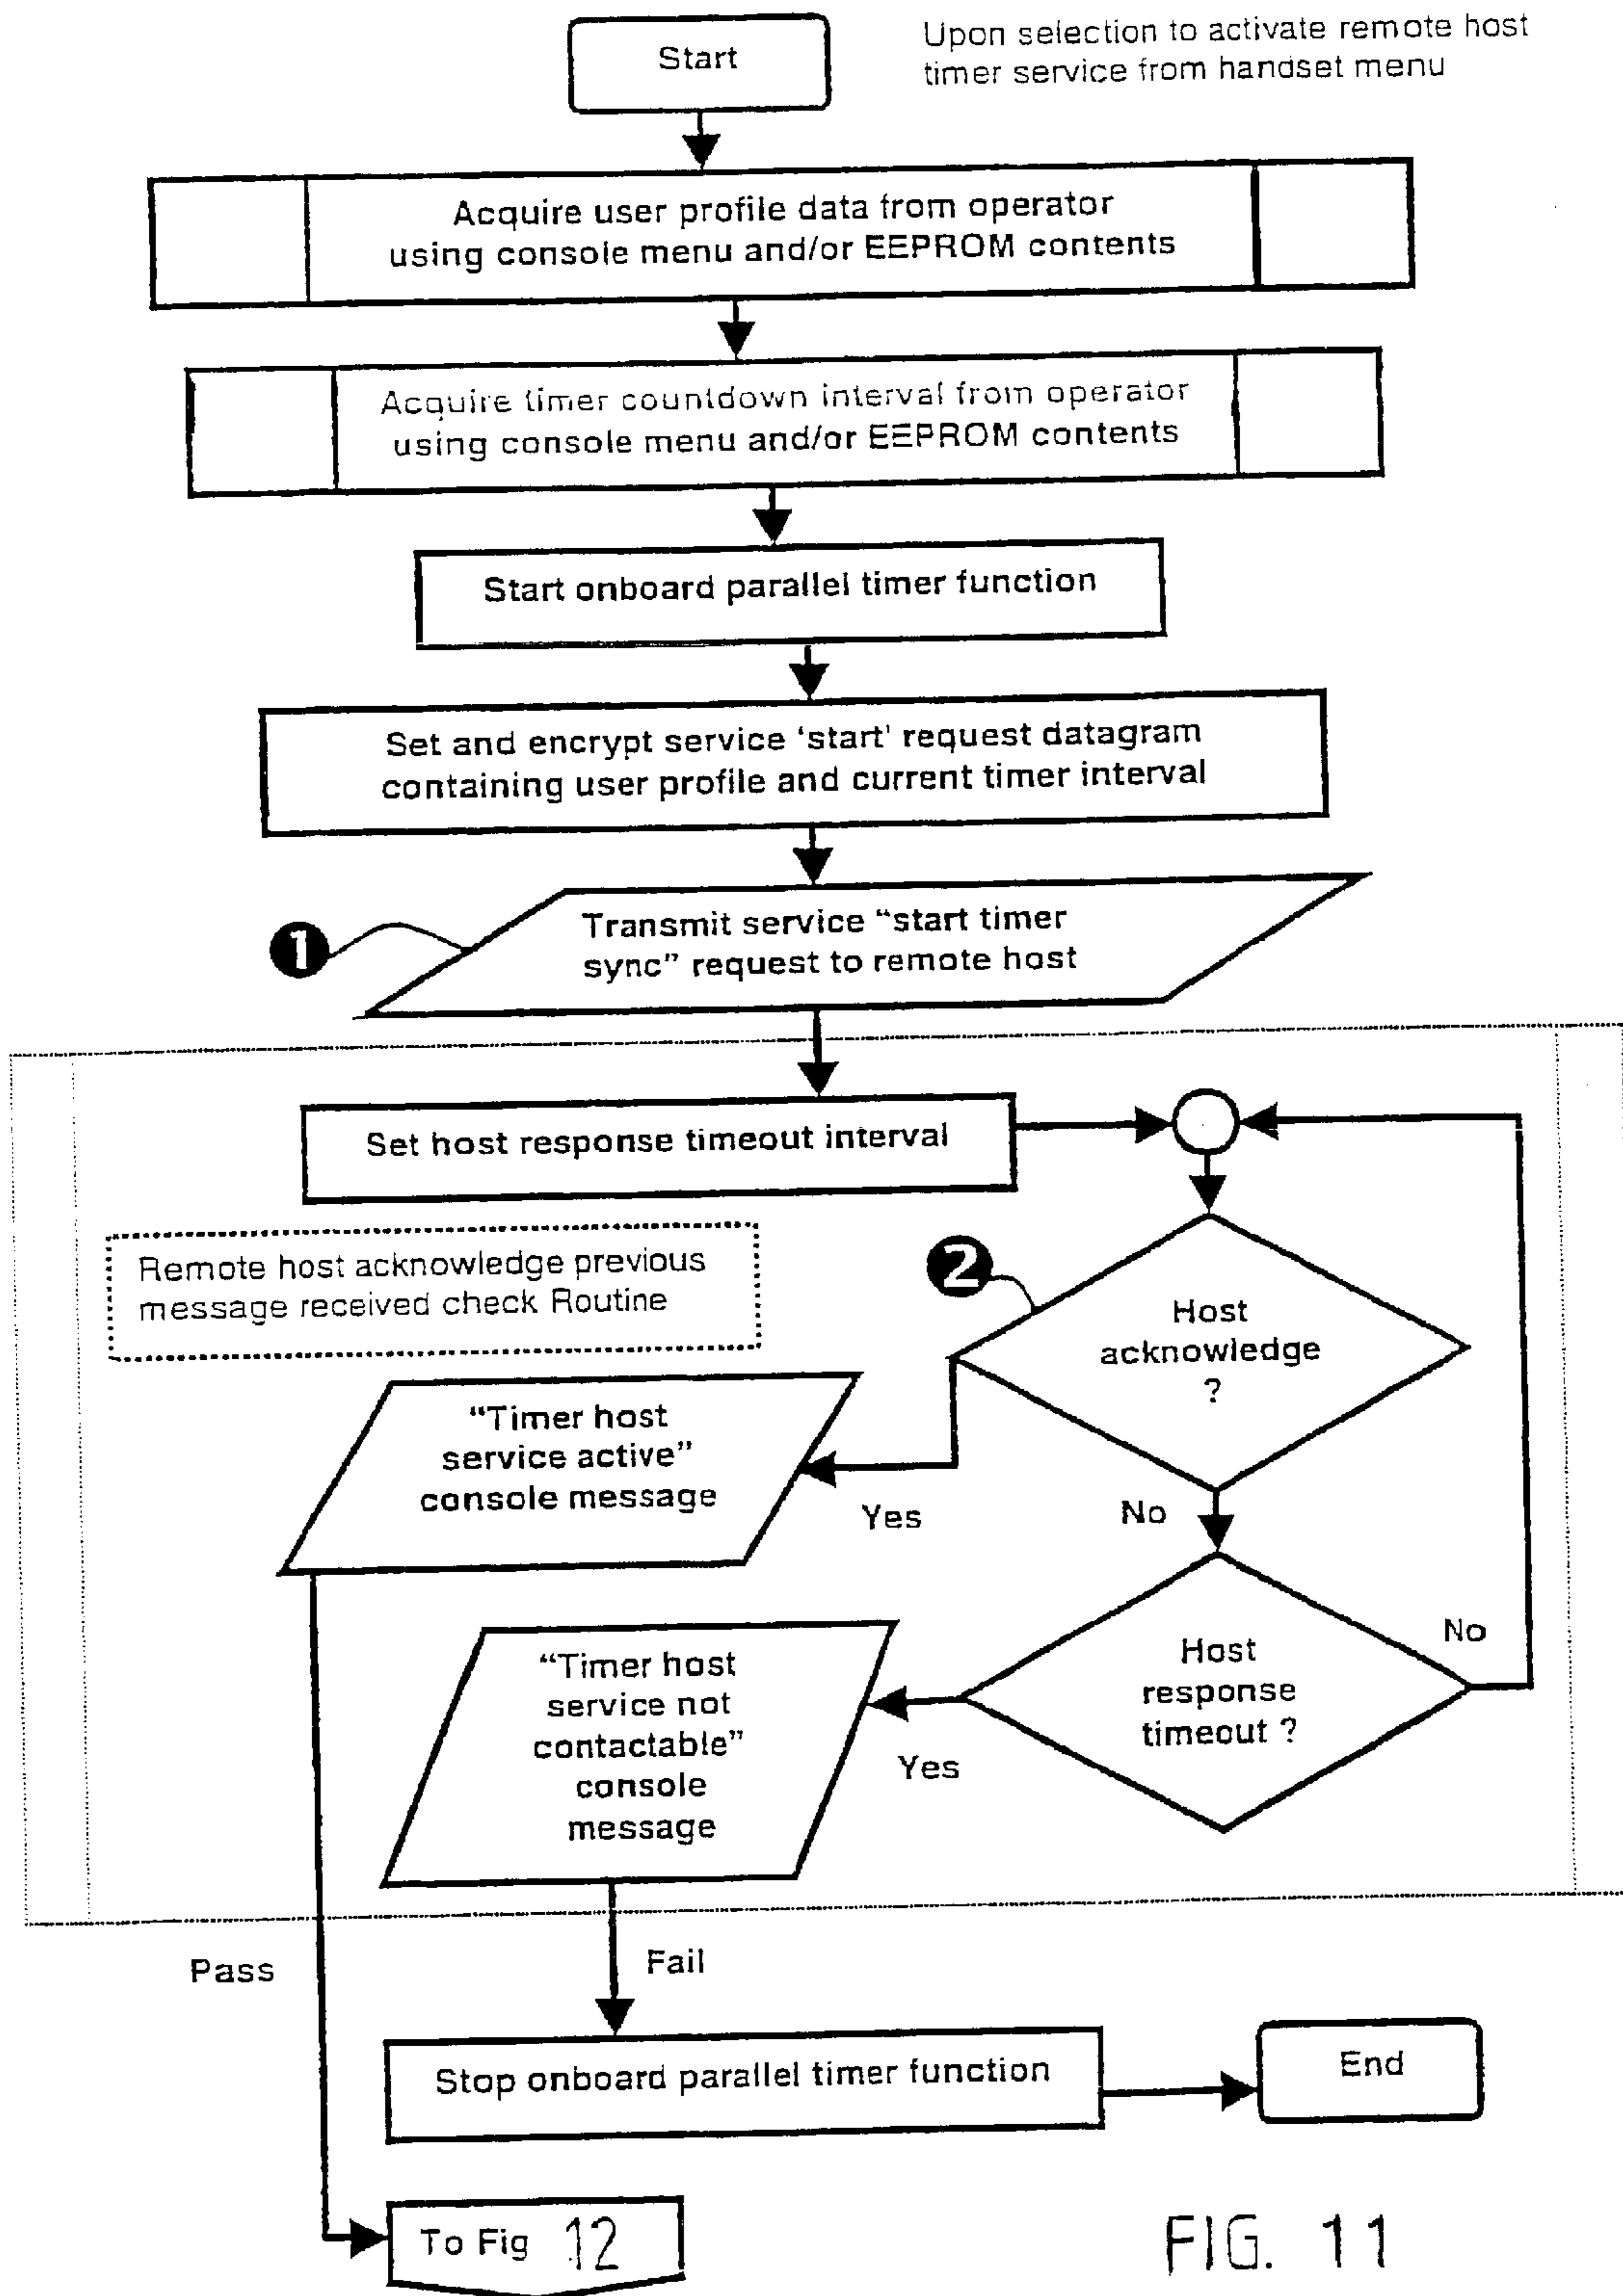 Start
Upon selection to activate remote host
timer service from handset menu
Acquire user profile data from operator
using console menu and/or EEPROM contents
Acquire timer countdown interval from operator
using console menu and/or EEPROM contents
Start onboard parallel timer function
Set and encrypt service ‘start’ request datagram
containing user profile and current timer interval
1
Transmit service “start timer
sync” request to remote host
Set host response timeout interval
Remote host acknowledge previous
message received check Routine
2
Host
acknowledge
?
“Timer host
service active”
console message
Yes
No
“Timer host
service not
contactable”
console
message
Yes
Host
response
timeout ?
No
Pass
Fail
Stop onboard parallel timer function
End
To Fig 12
FIG. 11